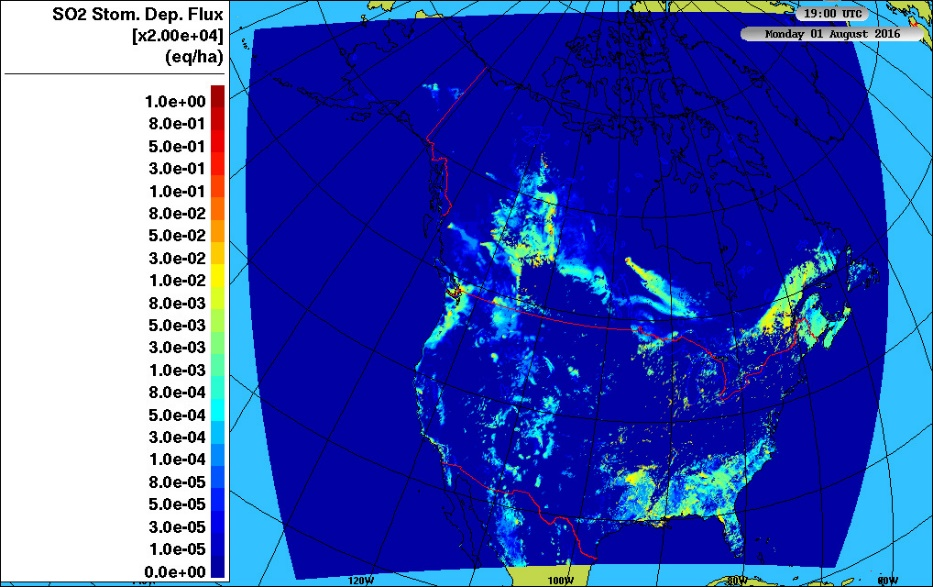 SO2 Stom. Dep. Flux
[x2.00e+04]
(eq/ha)
19:00 UTC
Monday 01 August 2016
1.0e+00
8.0e-01
5.0e-01
3.0e-01
1.0e-01
8.0e-02
5.0e-02
3.0e-02
1.0e-02
8.0e-03
5.0e-03
3.0e-03
1.0e-03
8.0e-04
5.0e-04
3.0e-04
1.0e-04
8.0e-05
5.0e-05
3.0e-05
1.0e-05
0.0e+00
120W
100W